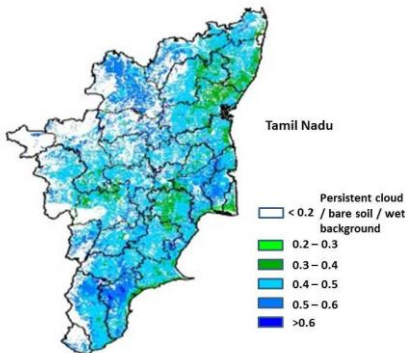 Tamil Nadu
Persistent cloud
< 0.2 / bare soil / wet
background
0.2 – 0.3
0.3 – 0.4
0.4 – 0.5
0.5 – 0.6
>0.6